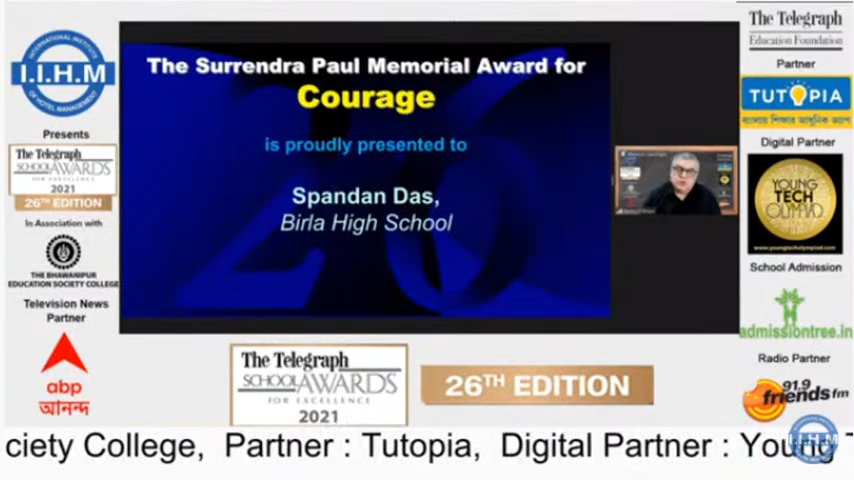 INTERNATIONAL INSTITUTE
I.I.H.M
OF HOTEL MANAGEMENT
Presents
The Telegraph
SCHOOL AWARDS
FOR EXCELLENCE
2021
26TH EDITION
In Association with
THE BHAWANIPUR
EDUCATION SOCIETY COLLEGE
Television News
Partner
abp
আনন্দ
The Surrendra Paul Memorial Award for
Courage
is proudly presented to
Spandan Das,
Birla High School
The Telegraph
Education Foundation
Partner
TUTOPIA
বাংলায় শিক্ষার আধুনিক অ্যাপ
Digital Partner
YOUNG
TECH
OLYMPIAD
www.youngtecholympiad.com
School Admission
admissiontree.in
Radio Partner
91.9
friends fm
The Telegraph
SCHOOL AWARDS
FOR EXCELLENCE
2021
26TH EDITION
ciety College, Partner : Tutopia, Digital Partner : Young T
I.I.H.M